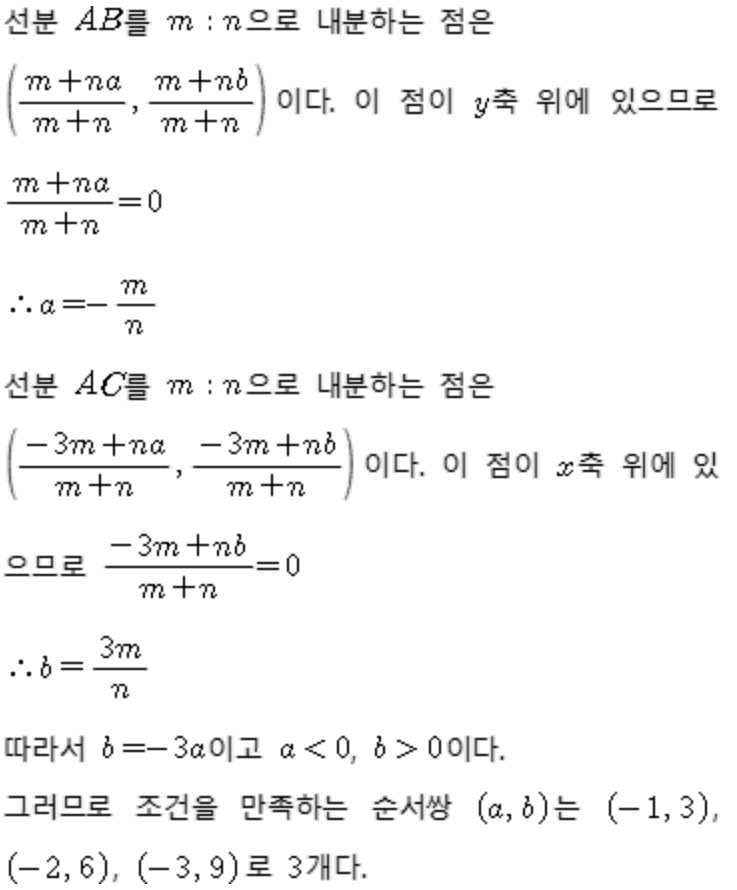 선분 AB를 m : n으로 내분하는 점은
((m+na)/(m+n), (m+nb)/(m+n))이다. 이 점이 y축 위에 있으므로
(m+na)/(m+n)=0
∴a=-m/n
선분 AC를 m : n으로 내분하는 점은
((-3m+na)/(m+n), (-3m+nb)/(m+n))이다. 이 점이 x축 위에 있
으므로 (-3m+nb)/(m+n)=0
∴b=3m/n
따라서 b=-3a이고 a<0, b>0이다.
그러므로 조건을 만족하는 순서쌍 (a, b)는 (-1, 3),
(-2, 6), (-3, 9)로 3개다.